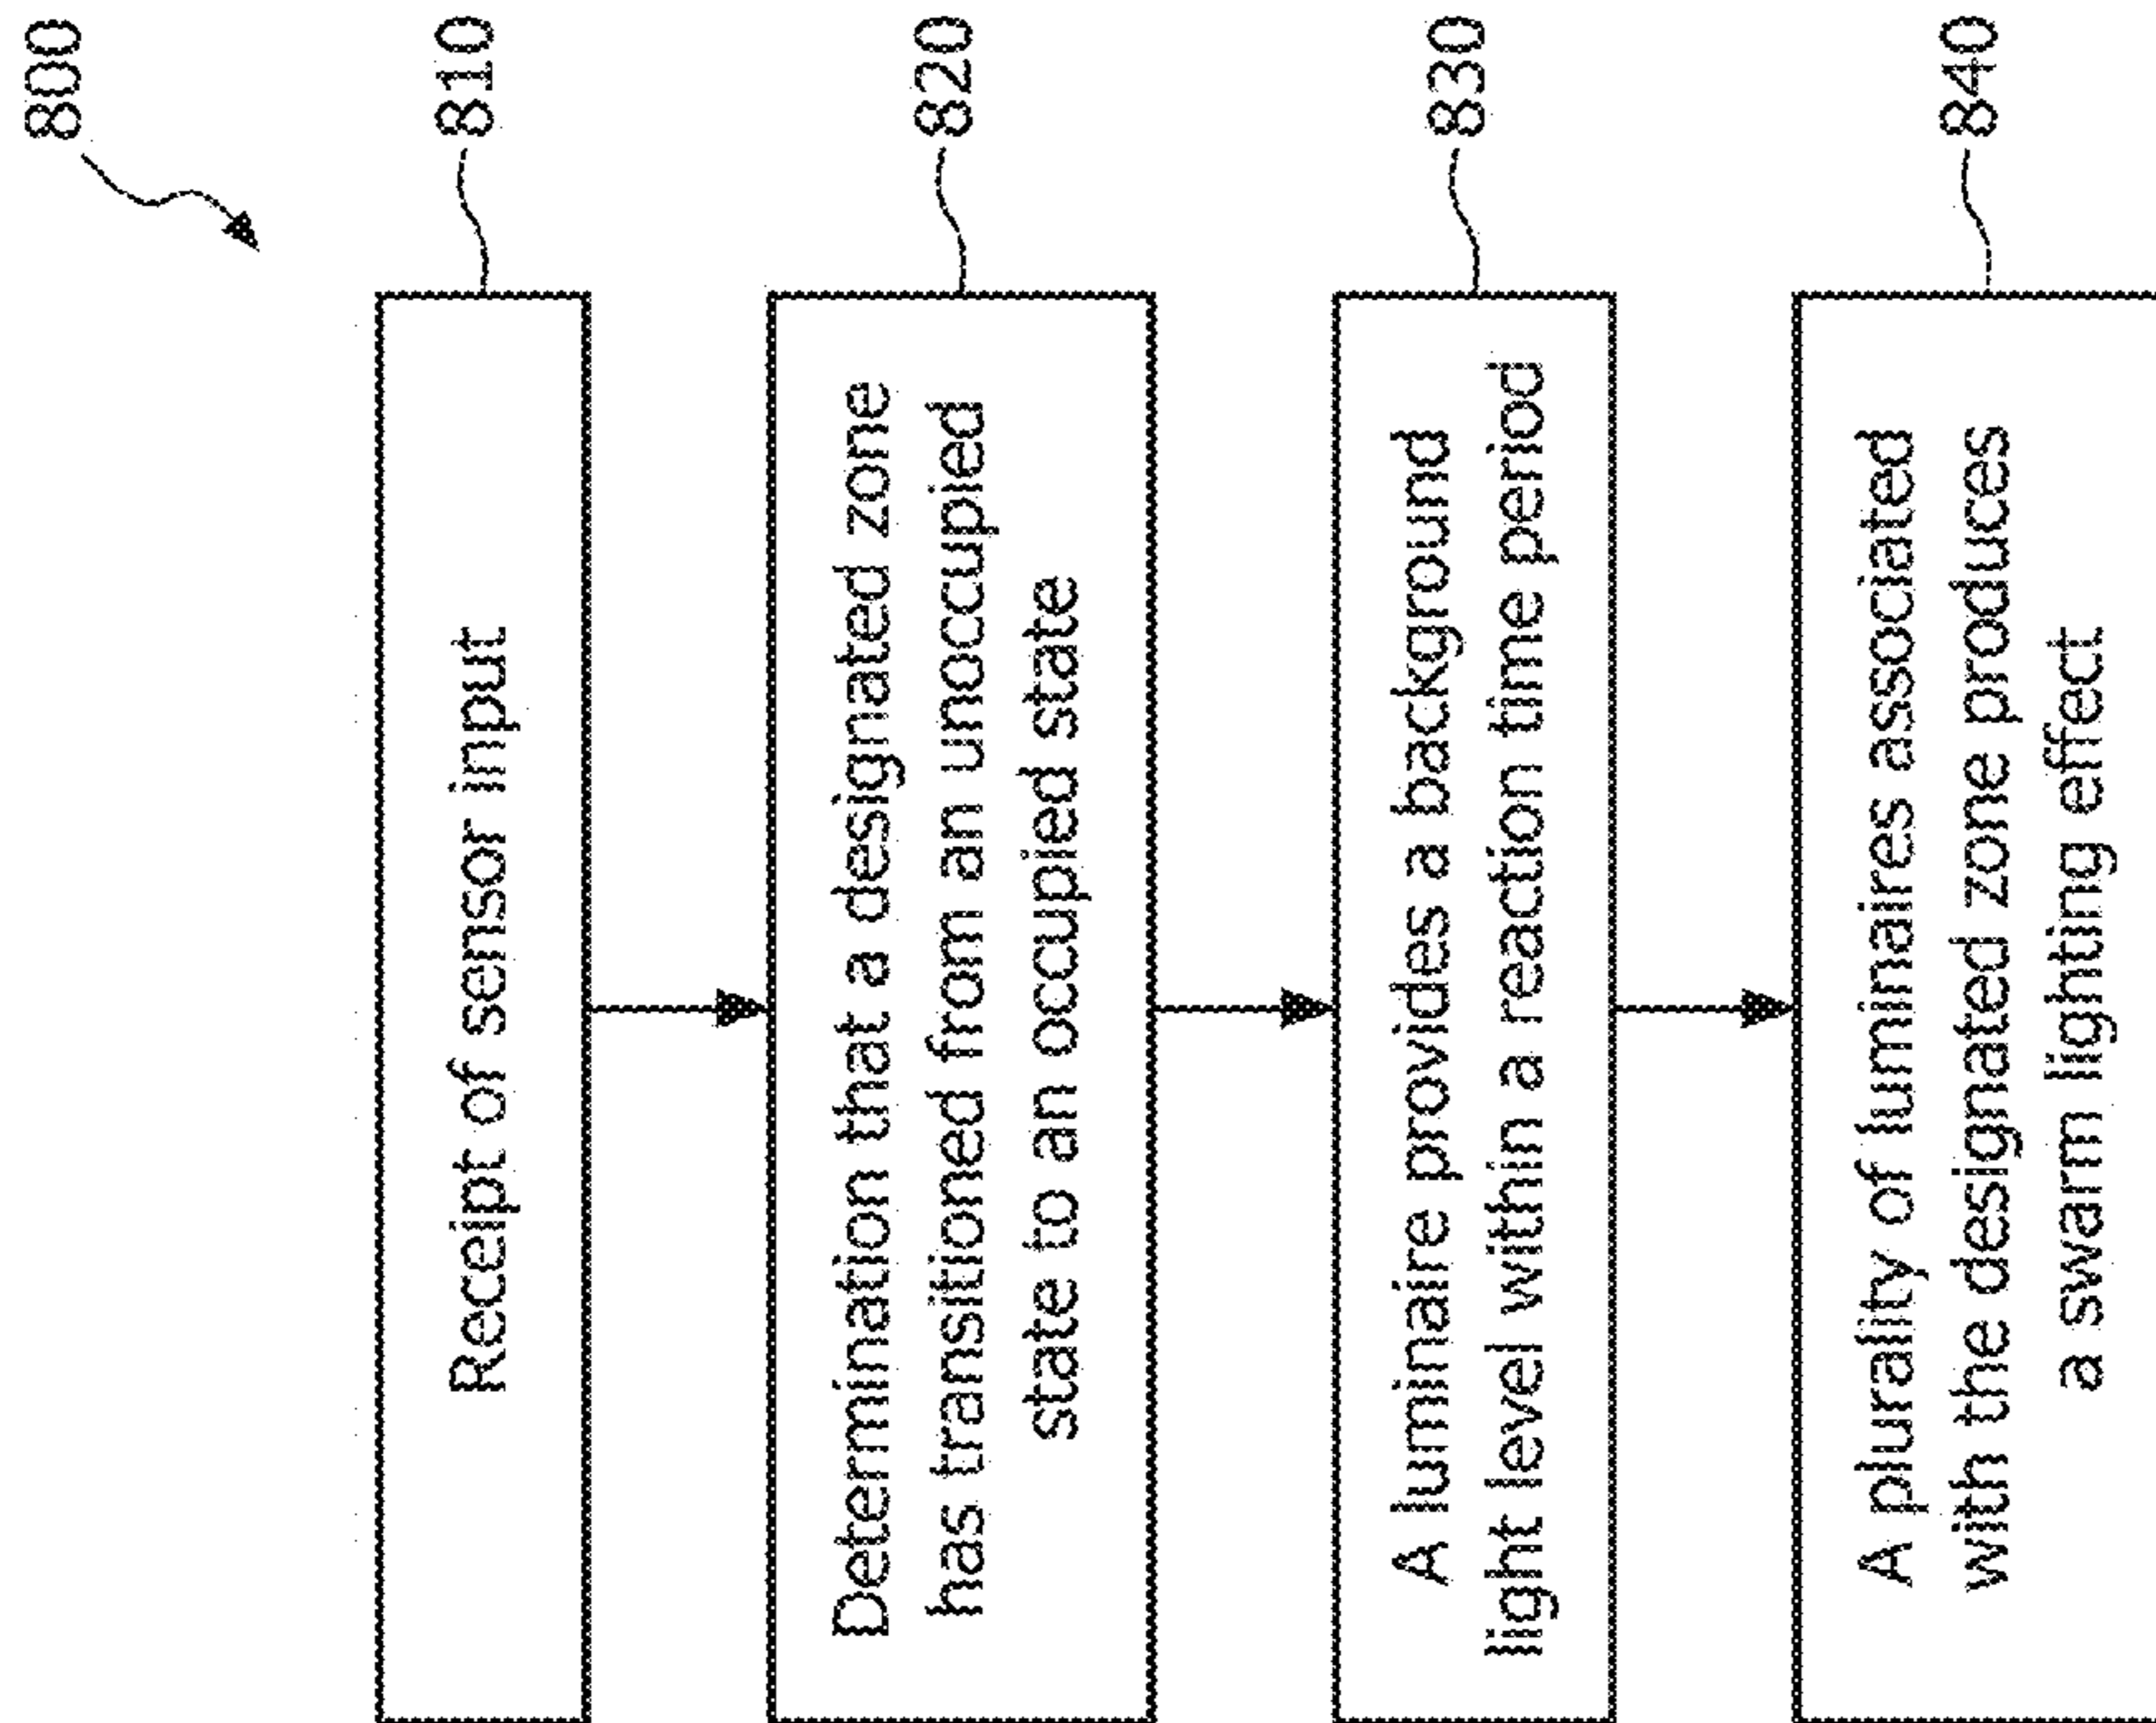 800
Receipt of sensor input
810
Determination that a designated zone
has transitioned from an unoccupied
state to an occupied state
820
A luminaire provides a background
light level within a reaction time period
830
A plurality of luminaires associated
with the designated zone produces
a swarm lighting effect
840